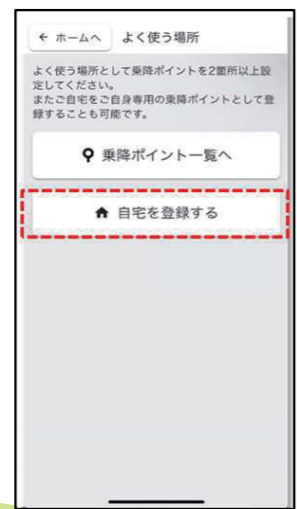 ← ホームへ よく使う場所
よく使う場所として乗降ポイントを2箇所以上設
定してください。
またご自宅をご自身専用の乗降ポイントとして登
録することも可能です。
乗降ポイント一覧へ
自宅を登録する